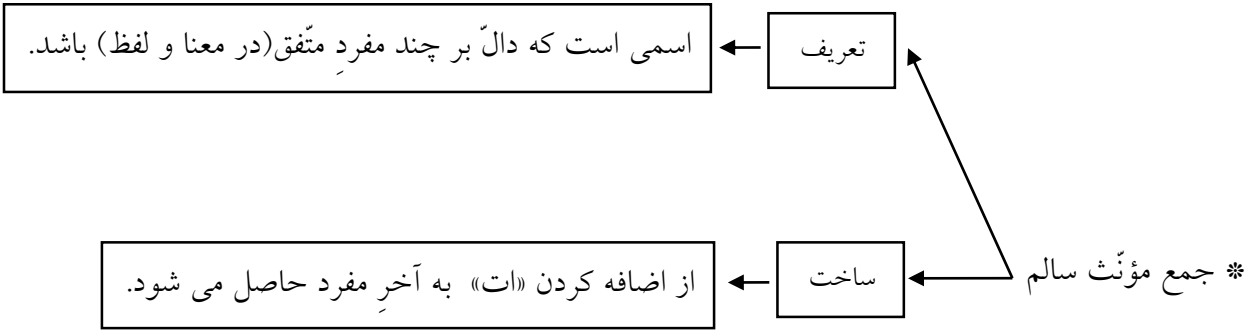 تعریف
اسمی است که دالّ بر چند مفردِ متّفق(در معنا و لفظ) باشد.
* جمع مؤنّث سالم
ساخت
از اضافه کردن «ات» به آخرِ مفرد حاصل می شود.